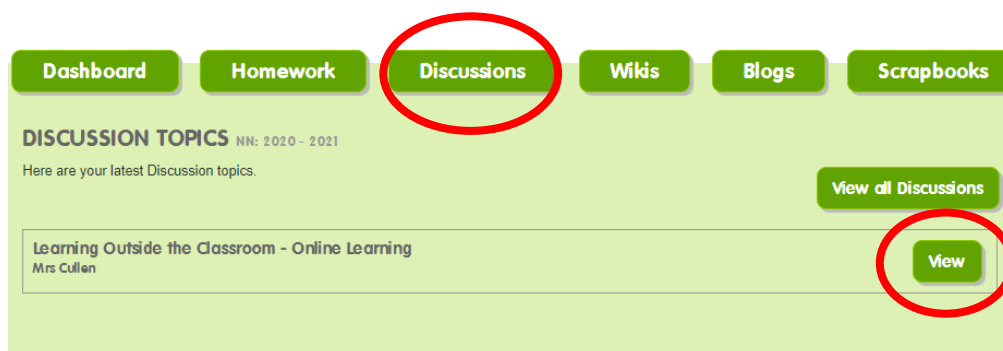 Dashboard Homework Discussions Wikis Blogs Scrapbooks
DISCUSSION TOPICS NN: 2020 - 2021
Here are your latest Discussion topics.
View all Discussions
Learning Outside the Classroom - Online Learning
Mrs Cullen
View